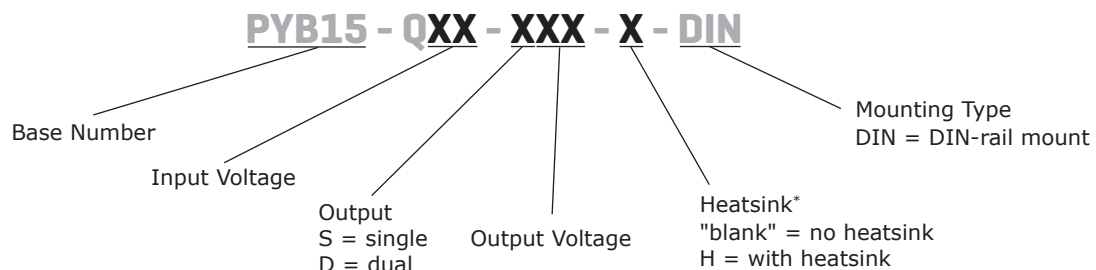 PYB15 - QXX - XXX - X - DIN
Base Number
Input Voltage
Output
S = single
D = dual
Output Voltage
Heatsink*
"blank" = no heatsink
H = with heatsink
Mounting Type
DIN = DIN-rail mount